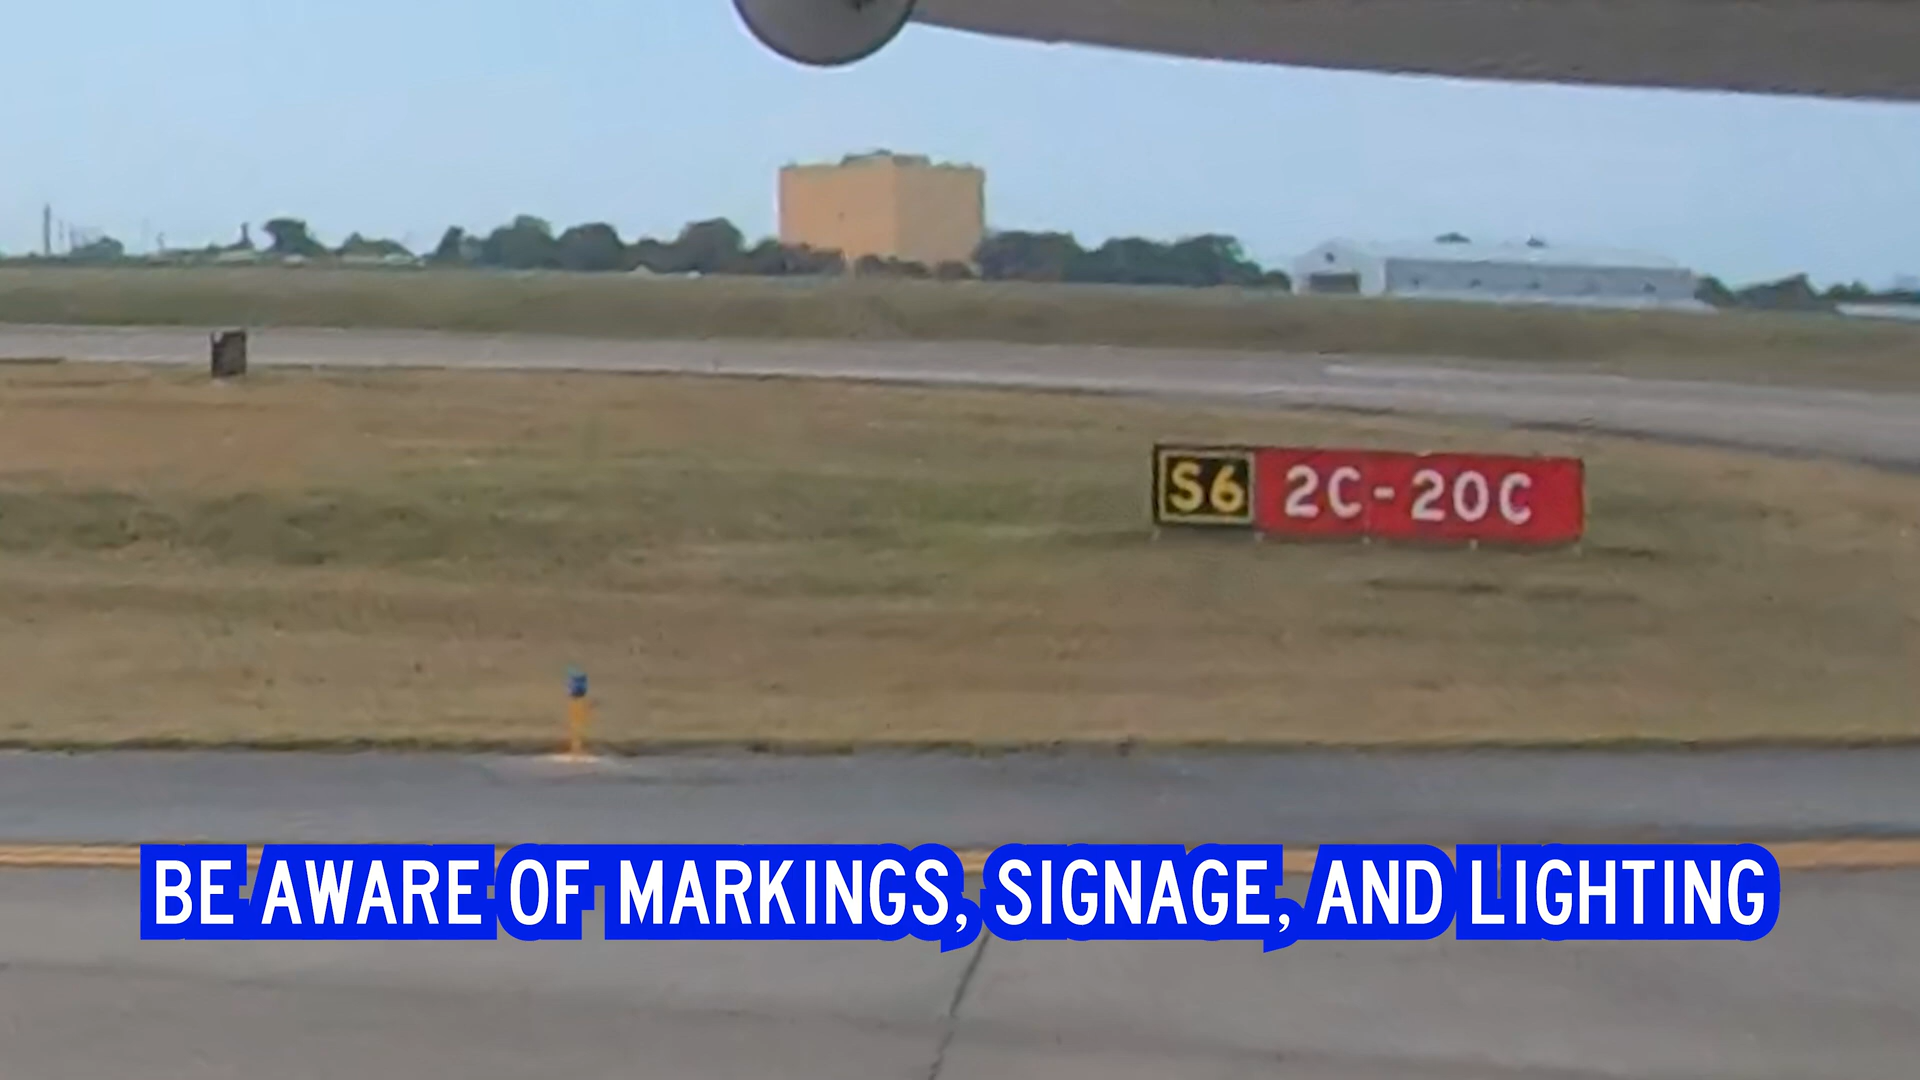 S6 2C-20C
BE AWARE OF MARKINGS, SIGNAGE, AND LIGHTING